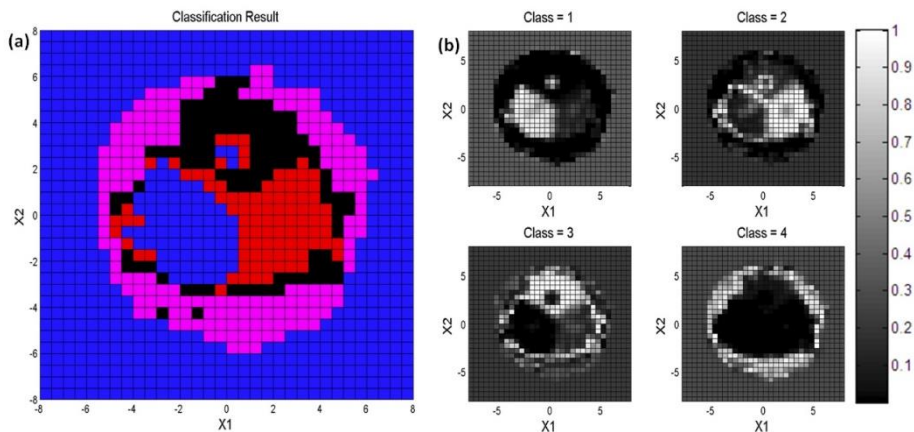 Classification Result
(a)
X2
8
6
4
2
0
-2
-4
-6
-8
-8 -6 -4 -2 0 2 4 6 8
X1
(b)
Class = 1
X2
5
0
-5
-5 0 5
X1
Class = 2
X2
5
0
-5
-5 0 5
X1
Class = 3
X2
5
0
-5
-5 0 5
X1
Class = 4
X2
5
0
-5
-5 0 5
X1
1
0.9
0.8
0.7
0.6
0.5
0.4
0.3
0.2
0.1